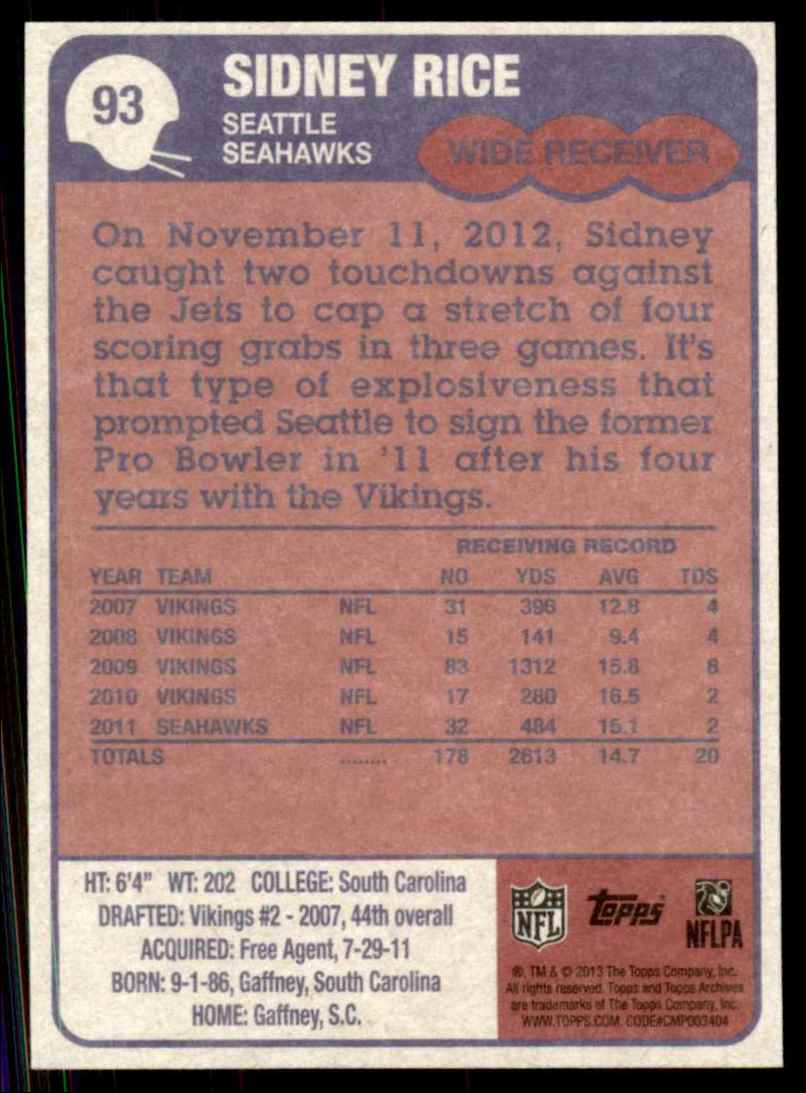 93
SIDNEY RICE
SEATTLE
SEAHAWKS
WIDE RECEIVER
On November 11, 2012, Sidney
caught two touchdowns against
the Jets to cap a stretch of four
scoring grabs in three games. It's
that type of explosiveness that
prompted Seattle to sign the former
Pro Bowler in '11 after his four
years with the Vikings.
RECEIVING RECORD
YEAR TEAM NO YDS AVG TDS
2007 VIKINGS NFL 31 396 12.8 4
2008 VIKINGS NFL 15 141 9.4 4
2009 VIKINGS NFL 83 1312 15.8 8
2010 VIKINGS NFL 17 280 16.5 2
2011 SEAHAWKS NFL 32 484 15.1 2
TOTALS ........ 178 2613 14.7 20
HT: 6'4" WT: 202 COLLEGE: South Carolina
DRAFTED: Vikings #2 - 2007, 44th overall
ACQUIRED: Free Agent, 7-29-11
BORN: 9-1-86, Gaffney, South Carolina
HOME: Gaffney, S.C.
NFL
Topps
NFLPA
®, TM & © 2013 The Topps Company, Inc.
All rights reserved. Topps and Topps Archives
are trademarks of The Topps Company, Inc.
WWW.TOPPS.COM. CODE#CMP003404